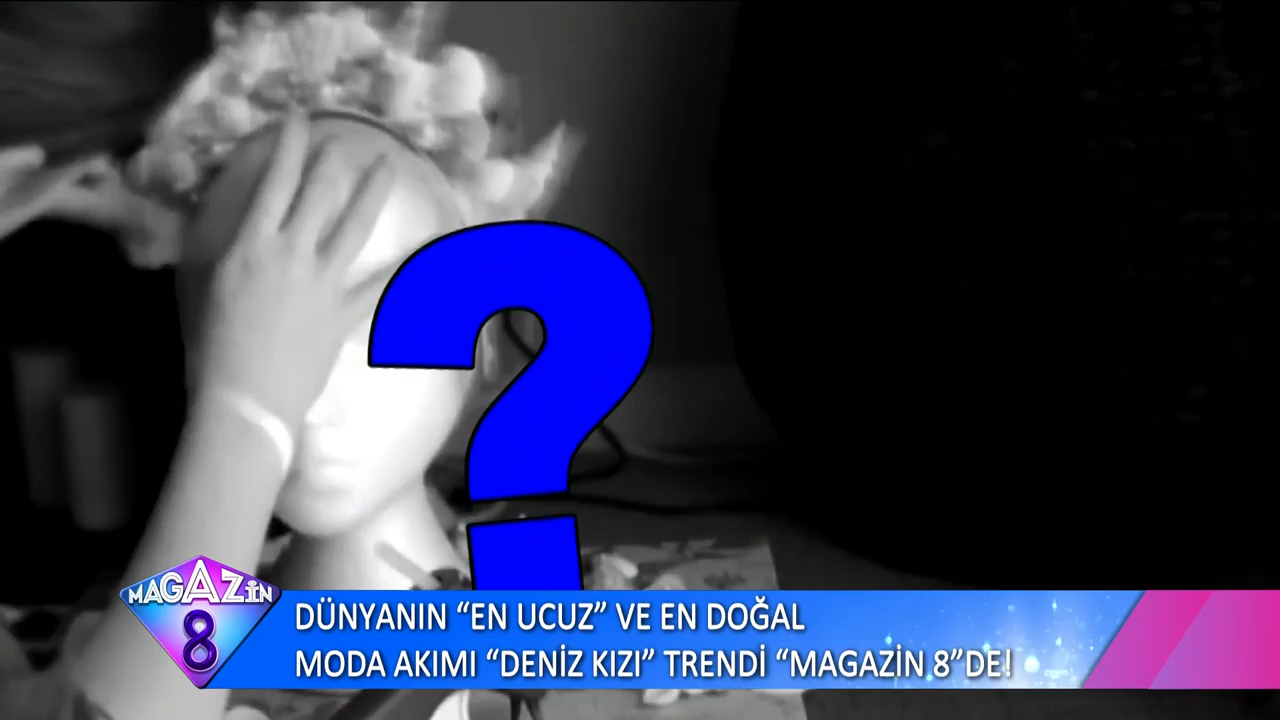 ?
MAGAZİN
8
DÜNYANIN “EN UCUZ” VE EN DOĞAL
MODA AKIMI “DENİZ KIZI” TRENDİ “MAGAZİN 8”DE!